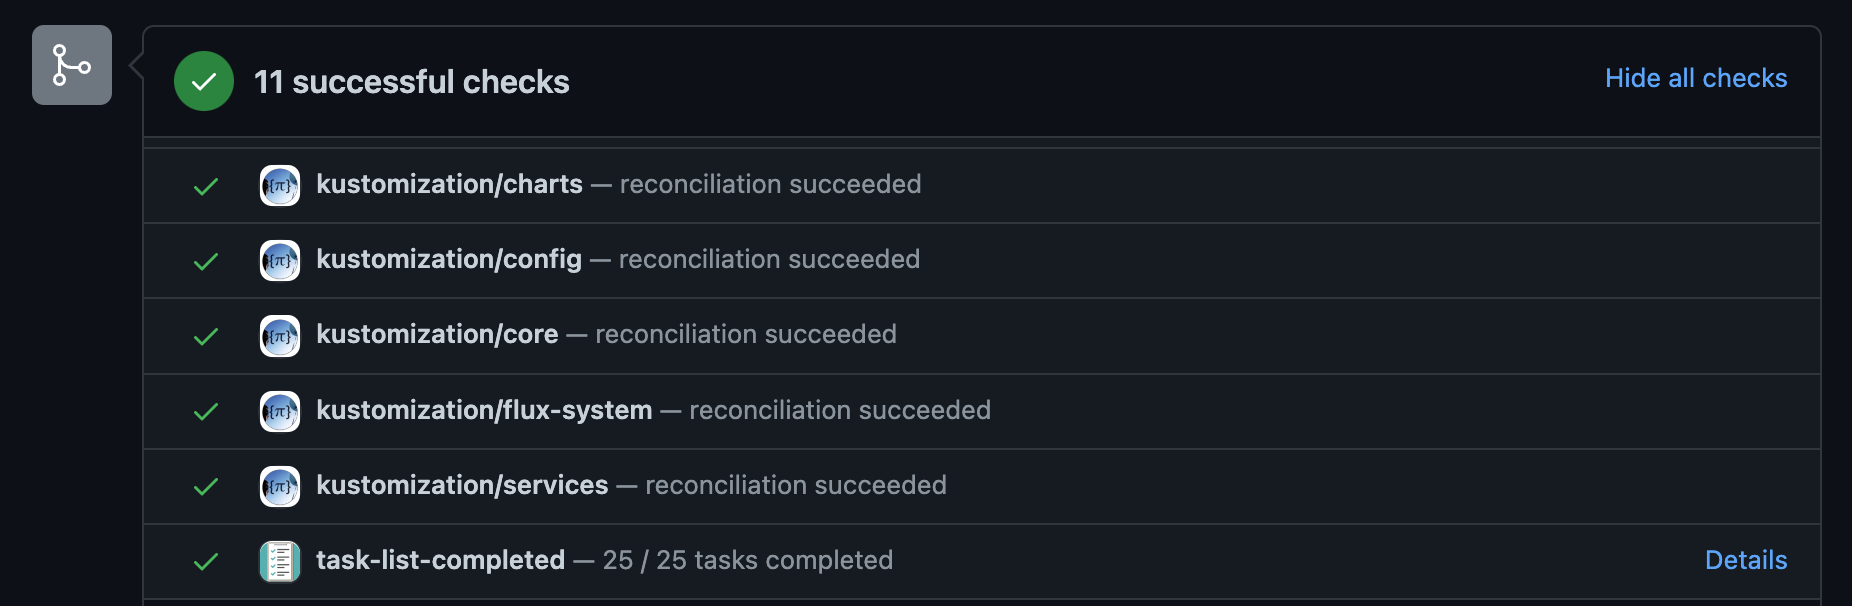 11 successful checks
Hide all checks
kustomization/charts — reconciliation succeeded
kustomization/config — reconciliation succeeded
kustomization/core — reconciliation succeeded
kustomization/flux-system — reconciliation succeeded
kustomization/services — reconciliation succeeded
task-list-completed — 25 / 25 tasks completed
Details